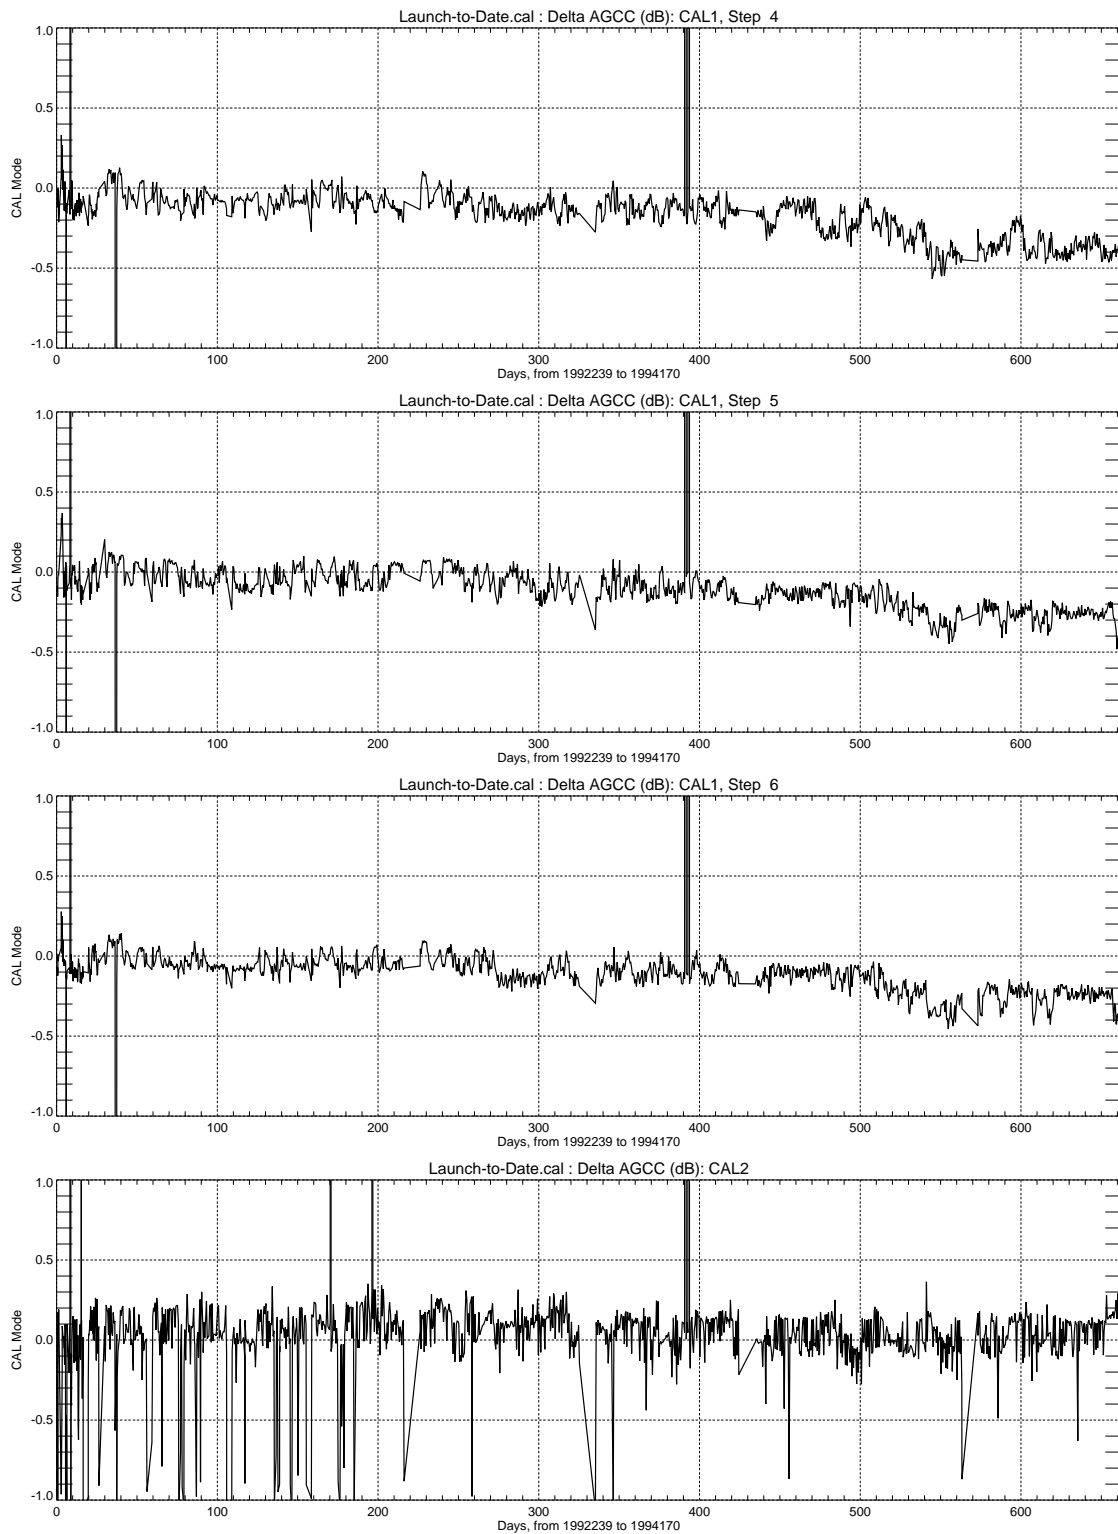 Launch-to-Date.cal : Delta AGCC (dB): CAL1, Step  4
1.0
0.5
0.0
-0.5
-1.0
CAL Mode
0 100 200 300 400 500 600
Days, from 1992239 to 1994170
Launch-to-Date.cal : Delta AGCC (dB): CAL1, Step  5
1.0
0.5
0.0
-0.5
-1.0
CAL Mode
0 100 200 300 400 500 600
Days, from 1992239 to 1994170
Launch-to-Date.cal : Delta AGCC (dB): CAL1, Step  6
1.0
0.5
0.0
-0.5
-1.0
CAL Mode
0 100 200 300 400 500 600
Days, from 1992239 to 1994170
Launch-to-Date.cal : Delta AGCC (dB): CAL2
1.0
0.5
0.0
-0.5
-1.0
CAL Mode
0 100 200 300 400 500 600
Days, from 1992239 to 1994170